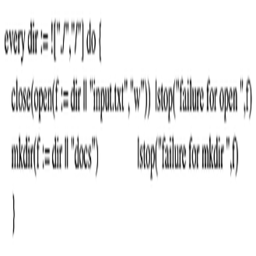 every dir := !["./","/"] do {
close(open(f := dir || "input.txt","w")) |stop("failure for open ",f)
mkdir(f := dir || "docs") |stop("failure for mkdir ",f)
}